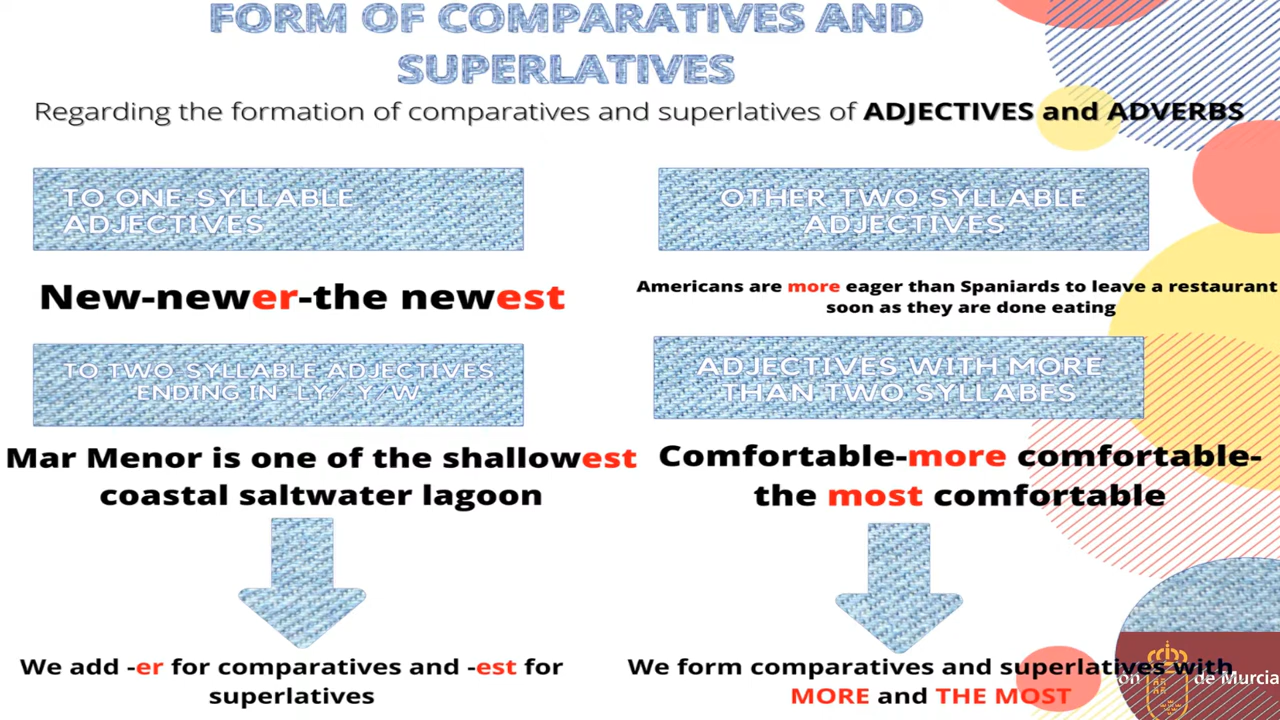 FORM OF COMPARATIVES AND
SUPERLATIVES
Regarding the formation of comparatives and superlatives of ADJECTIVES and ADVERBS
TO ONE-SYLLABLE
ADJECTIVES
New-newer-the newest
TO TWO SYLLABLE ADJECTIVES
ENDING IN -LY/-Y/W
Mar Menor is one of the shallowest
coastal saltwater lagoon
We add -er for comparatives and -est for
superlatives
OTHER TWO SYLLABLE
ADJECTIVES
Americans are more eager than Spaniards to leave a restaurant
soon as they are done eating
ADJECTIVES WITH MORE
THAN TWO SYLLABES
Comfortable-more comfortable-
the most comfortable
We form comparatives and superlatives with
MORE and THE MOST
de Murcia